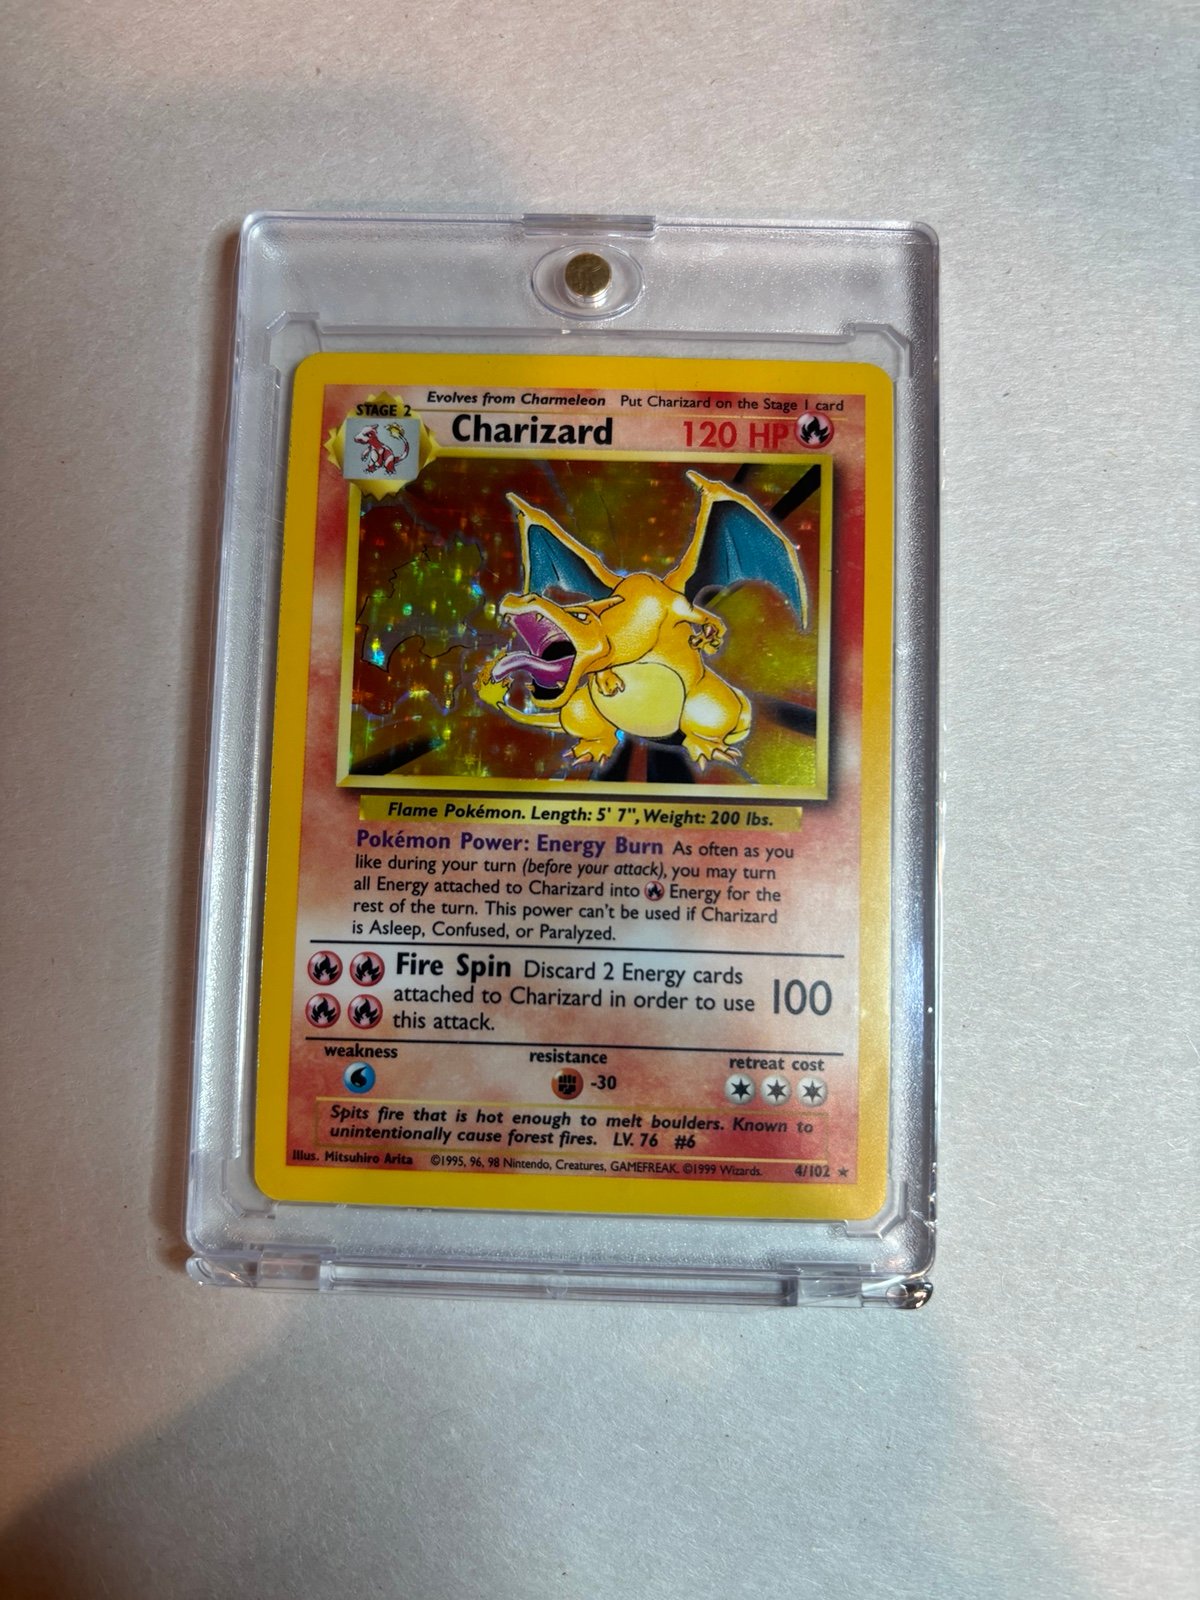 Evolves from Charmeleon Put Charizard on the Stage 1 card
STAGE 2
Charizard 120 HP
Flame Pokémon. Length: 5' 7", Weight: 200 lbs.
Pokémon Power: Energy Burn As often as you
like during your turn (before your attack), you may turn
all Energy attached to Charizard into Energy for the
rest of the turn. This power can't be used if Charizard
is Asleep, Confused, or Paralyzed.
Fire Spin Discard 2 Energy cards
attached to Charizard in order to use 100
this attack.
weakness resistance retreat cost
-30
Spits fire that is hot enough to melt boulders. Known to
unintentionally cause forest fires. LV. 76 #6
Illus. Mitsuhiro Arita ©1995, 96, 98 Nintendo, Creatures, GAMEFREAK. ©1999 Wizards. 4/102 ★